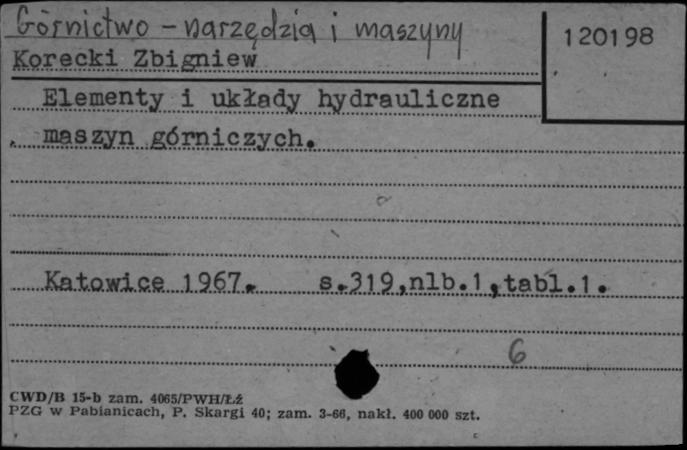 Górnictwo - narzędzia i maszyny
120198
Korecki Zbigniew
Elementy i układy hydrauliczne
maszyn górniczych.
Katowice 1967. s.319,nlb.1,tabl.1.
6
CWD/B 15-b zam. 4065/PWH/Łź
PZG w Pabianicach, P. Skargi 40; zam. 3-66, nakł. 400 000 szt.